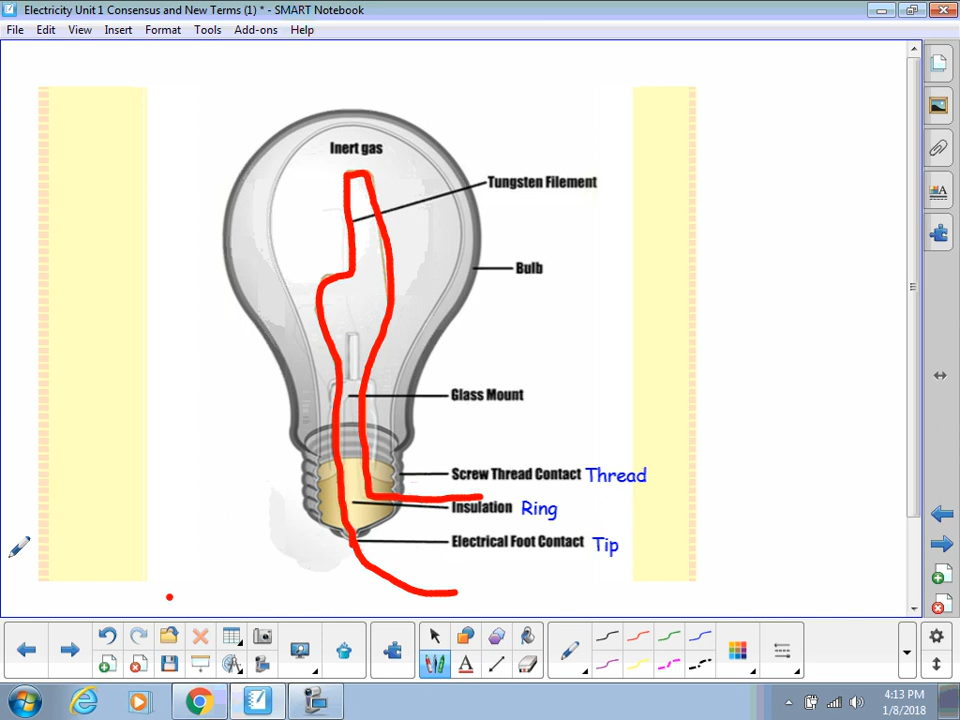 Electricity Unit 1 Consensus and New Terms (1) * - SMART Notebook
File Edit View Insert Format Tools Add-ons Help
Inert gas
Tungsten Filement
Bulb
Glass Mount
Screw Thread Contact Thread
Insulation Ring
Electrical Foot Contact Tip
4:13 PM
1/8/2018